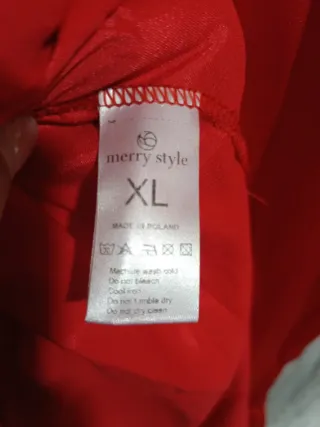 merry style
XL
MADE IN POLAND
Machine wash cold
Do not bleach
Cool iron
Do not tumble dry
Do not dry clean